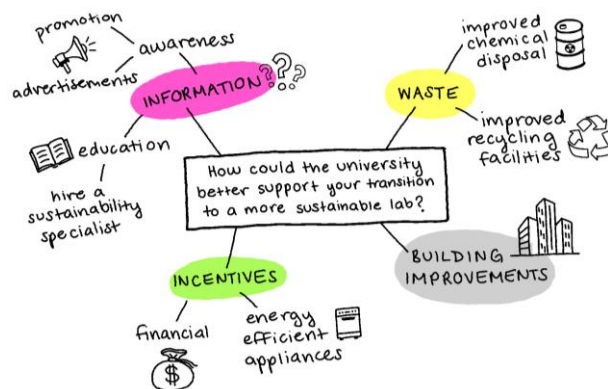 promotion
awareness
advertisements
INFORMATION
???
education
hire a
sustainability
specialist
improved
chemical
disposal
WASTE
improved
recycling
facilities
How could the university
better support your transition
to a more sustainable lab?
INCENTIVES
financial
$
energy
efficient
appliances
BUILDING
IMPROVEMENTS